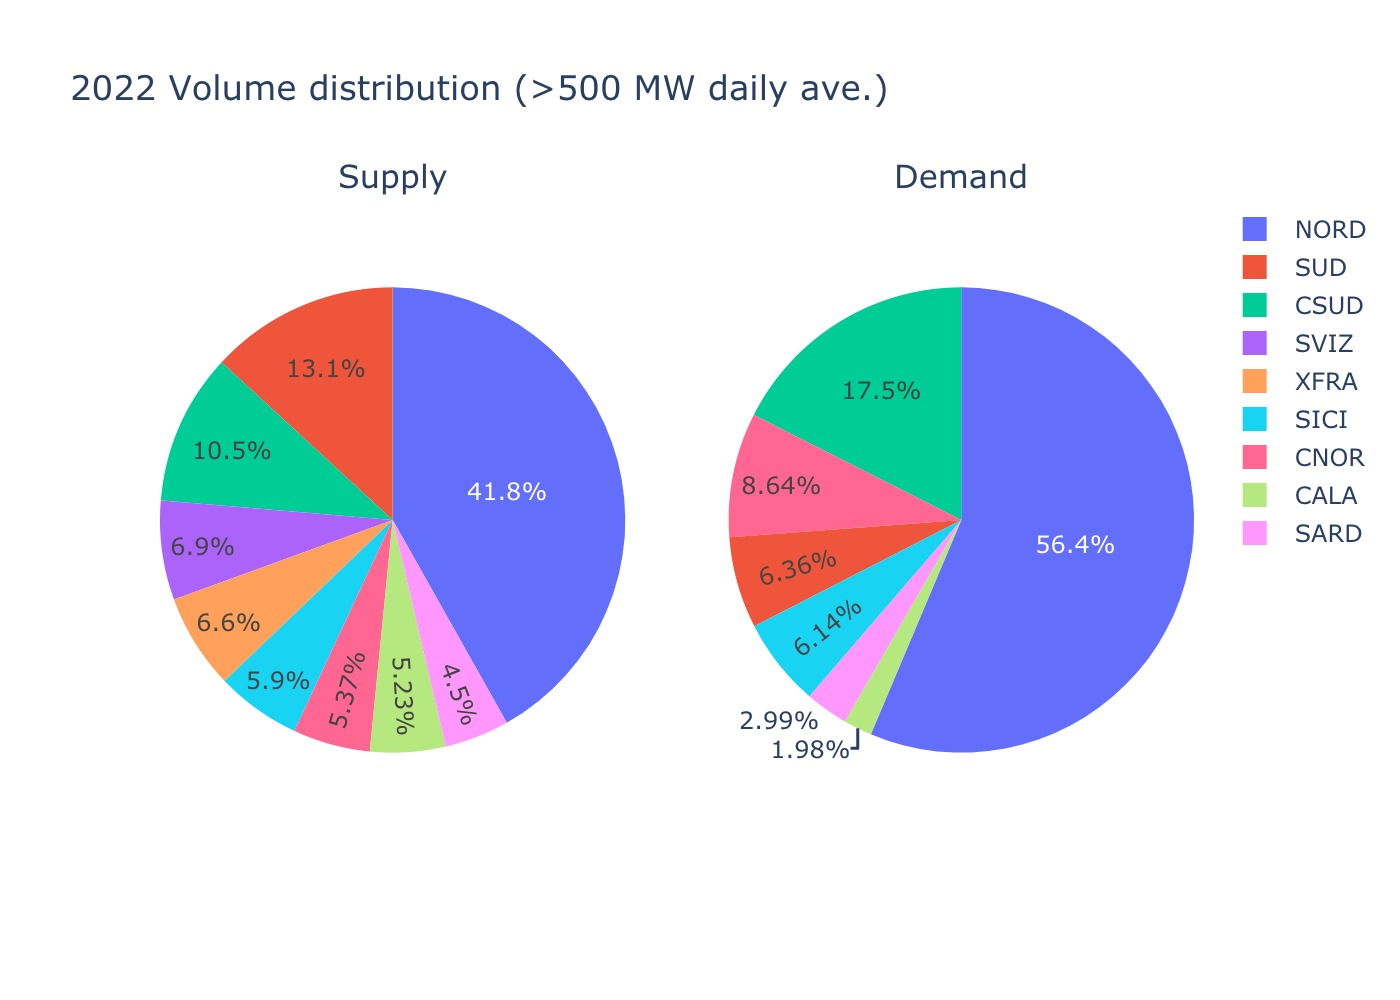 2022 Volume distribution (>500 MW daily ave.)
Supply
41.8%
13.1%
10.5%
6.9%
6.6%
5.9%
5.37%
5.23%
4.5%
Demand
56.4%
17.5%
8.64%
6.36%
6.14%
2.99%
1.98%
NORD
SUD
CSUD
SVIZ
XFRA
SICI
CNOR
CALA
SARD